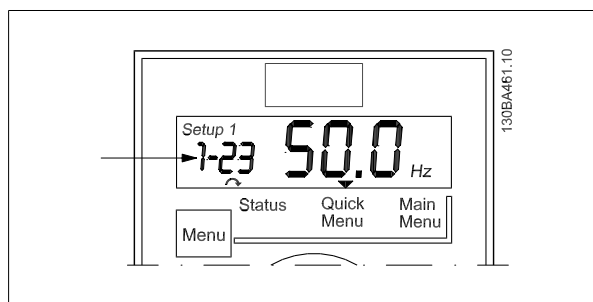 Setup 1
1-23
50.0
Hz
Status
Quick
Menu
Main
Menu
Menu
130BA461.10